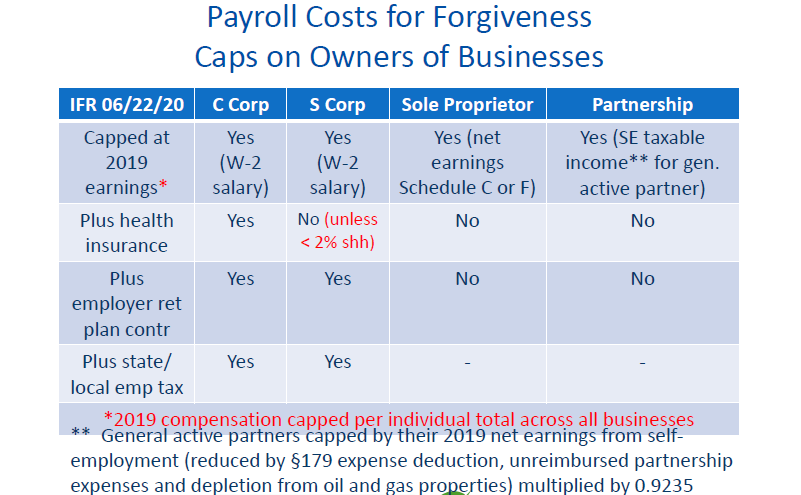 Payroll Costs for Forgiveness
Caps on Owners of Businesses
IFR 06/22/20 C Corp S Corp Sole Proprietor Partnership
Capped at 2019 earnings* Yes (W-2 salary) Yes (W-2 salary) Yes (net earnings Schedule C or F) Yes (SE taxable income** for gen. active partner)
Plus health insurance Yes No (unless < 2% shh) No No
Plus employer ret plan contr Yes Yes No No
Plus state/ local emp tax Yes Yes - -
*2019 compensation capped per individual total across all businesses
** General active partners capped by their 2019 net earnings from self-
employment (reduced by §179 expense deduction, unreimbursed partnership
expenses and depletion from oil and gas properties) multiplied by 0.9235